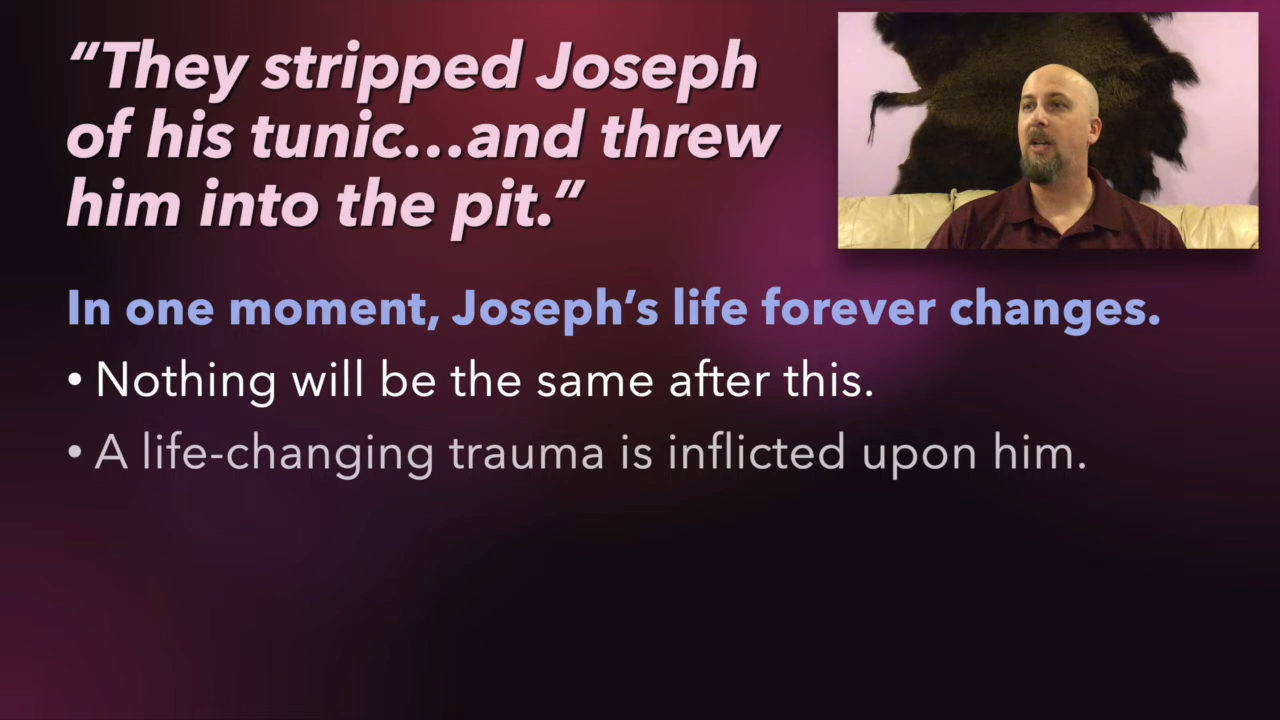 “They stripped Joseph
of his tunic…and threw
him into the pit.”
In one moment, Joseph’s life forever changes.
• Nothing will be the same after this.
• A life-changing trauma is inflicted upon him.